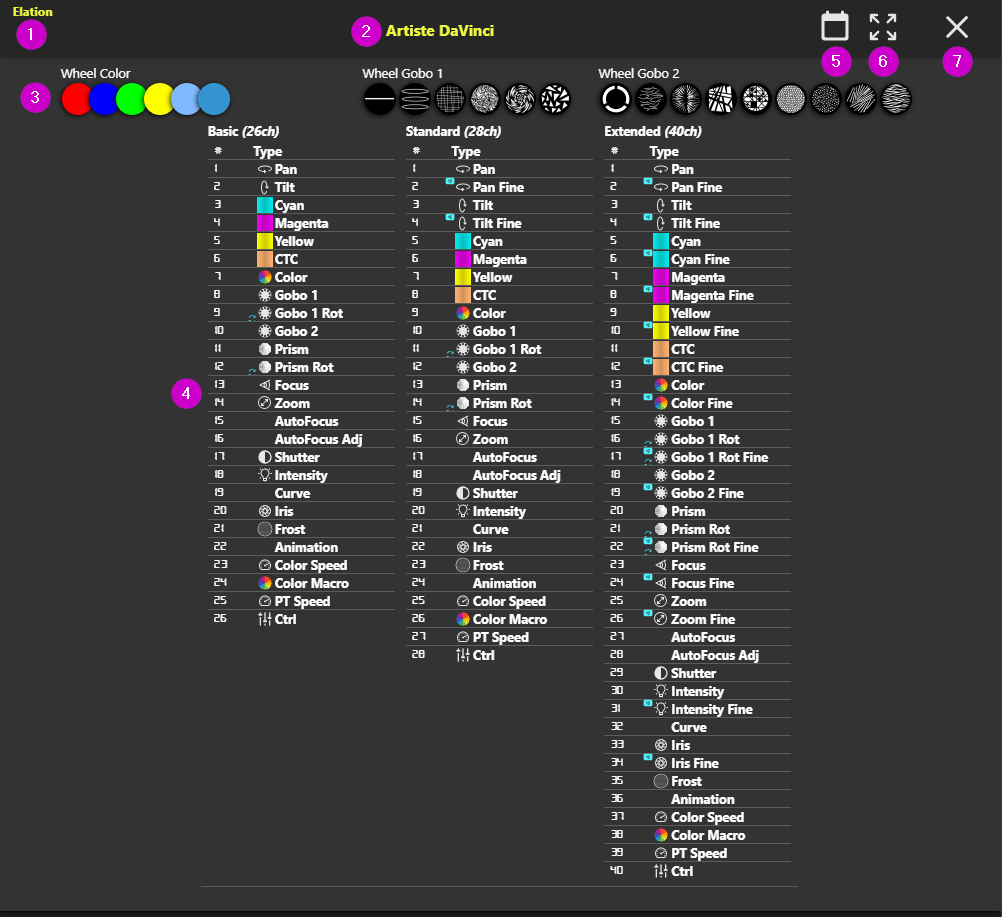 Elation
1
2 Artiste DaVinci
5 6 7
Wheel Color Wheel Gobo 1 Wheel Gobo 2
3
Basic (26ch)
# Type
1 Pan
2 Tilt
3 Cyan
4 Magenta
5 Yellow
6 CTC
7 Color
8 Gobo 1
9 Gobo 1 Rot
10 Gobo 2
11 Prism
12 Prism Rot
4
13 Focus
14 Zoom
15 AutoFocus
16 AutoFocus Adj
17 Shutter
18 Intensity
19 Curve
20 Iris
21 Frost
22 Animation
23 Color Speed
24 Color Macro
25 PT Speed
26 Ctrl
Standard (28ch)
# Type
1 Pan
2 Pan Fine
3 Tilt
4 Tilt Fine
5 Cyan
6 Magenta
7 Yellow
8 CTC
9 Color
10 Gobo 1
11 Gobo 1 Rot
12 Gobo 2
13 Prism
14 Prism Rot
15 Focus
16 Zoom
17 AutoFocus
18 AutoFocus Adj
19 Shutter
20 Intensity
21 Curve
22 Iris
23 Frost
24 Animation
25 Color Speed
26 Color Macro
27 PT Speed
28 Ctrl
Extended (40ch)
# Type
1 Pan
2 Pan Fine
3 Tilt
4 Tilt Fine
5 Cyan
6 Cyan Fine
7 Magenta
8 Magenta Fine
9 Yellow
10 Yellow Fine
11 CTC
12 CTC Fine
13 Color
14 Color Fine
15 Gobo 1
16 Gobo 1 Rot
17 Gobo 1 Rot Fine
18 Gobo 2
19 Gobo 2 Fine
20 Prism
21 Prism Rot
22 Prism Rot Fine
23 Focus
24 Focus Fine
25 Zoom
26 Zoom Fine
27 AutoFocus
28 AutoFocus Adj
29 Shutter
30 Intensity
31 Intensity Fine
32 Curve
33 Iris
34 Iris Fine
35 Frost
36 Animation
37 Color Speed
38 Color Macro
39 PT Speed
40 Ctrl